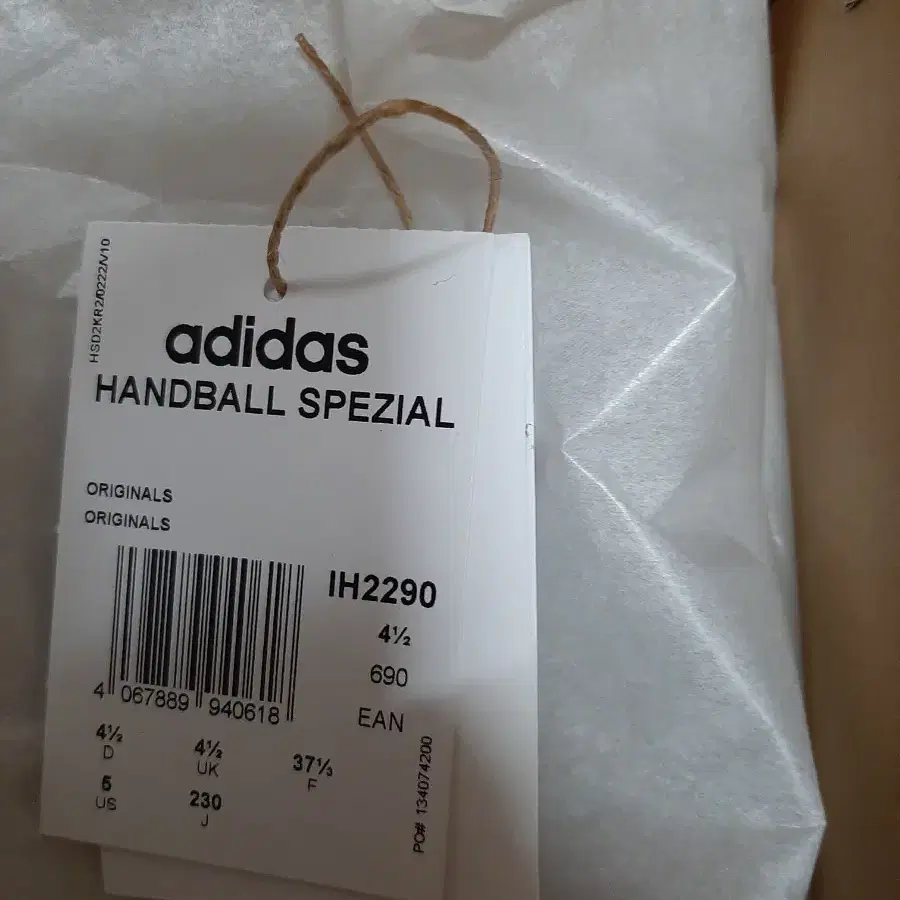 HSD2KR2/0222/V10
adidas
HANDBALL SPEZIAL
ORIGINALS
ORIGINALS
IH2290
4½
690
EAN
4 067889 940618
4½ 4½ 37⅓
D UK F
5 230
US J
PO# 134074200